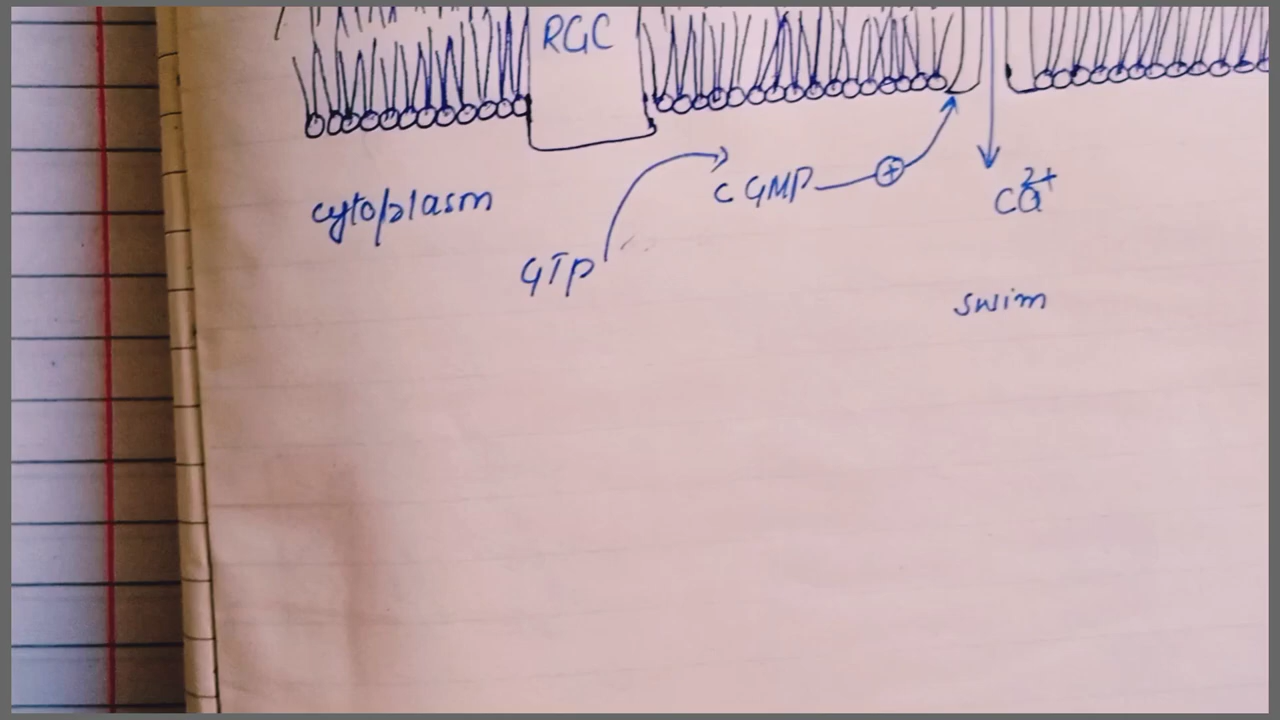 RGC
cytoplasm
GTP
cGMP
+
Ca2+
swim